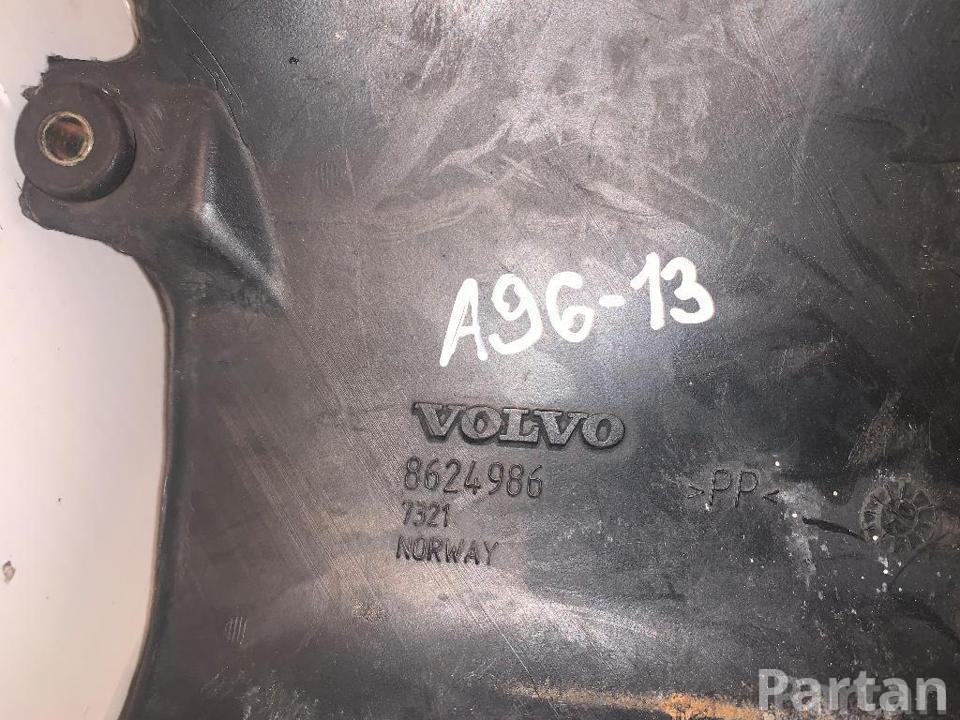 A96-13
VOLVO
8624986
>PP<
7321
NORWAY
Partan